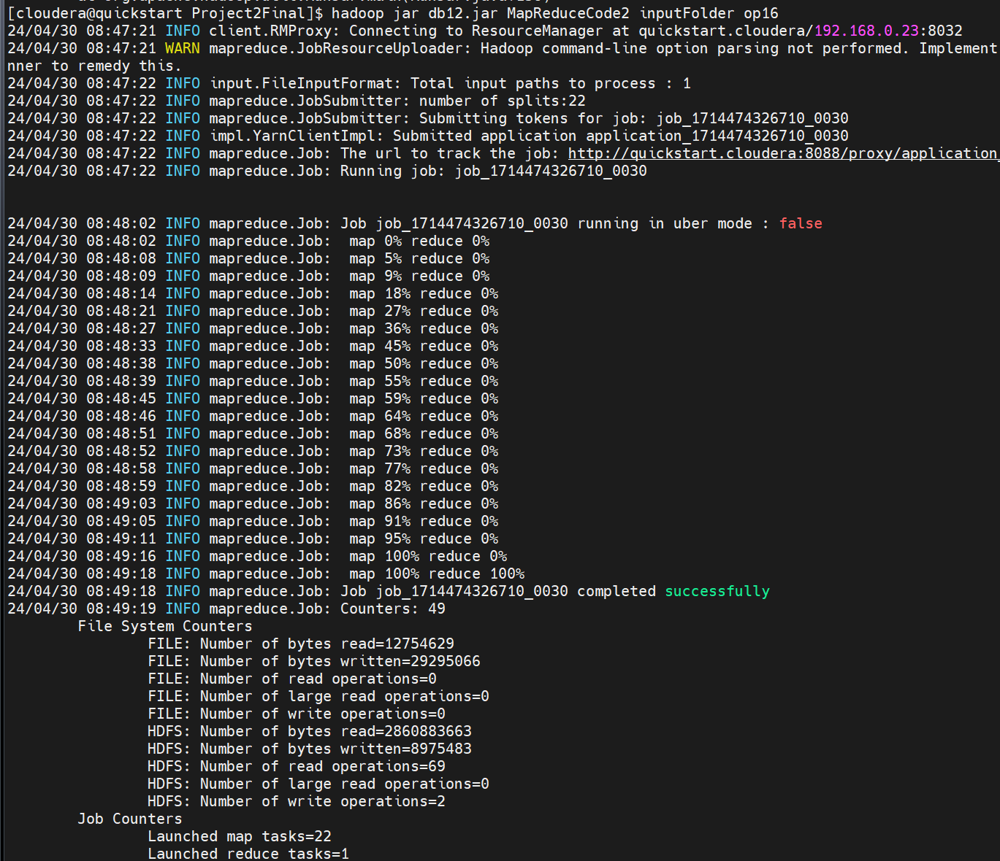 [cloudera@quickstart Project2Final]$ hadoop jar db12.jar MapReduceCode2 inputFolder op16
24/04/30 08:47:21 INFO client.RMProxy: Connecting to ResourceManager at quickstart.cloudera/192.168.0.23:8032
24/04/30 08:47:21 WARN mapreduce.JobResourceUploader: Hadoop command-line option parsing not performed. Implement
nner to remedy this.
24/04/30 08:47:22 INFO input.FileInputFormat: Total input paths to process : 1
24/04/30 08:47:22 INFO mapreduce.JobSubmitter: number of splits:22
24/04/30 08:47:22 INFO mapreduce.JobSubmitter: Submitting tokens for job: job_1714474326710_0030
24/04/30 08:47:22 INFO impl.YarnClientImpl: Submitted application application_1714474326710_0030
24/04/30 08:47:22 INFO mapreduce.Job: The url to track the job: http://quickstart.cloudera:8088/proxy/application_
24/04/30 08:47:22 INFO mapreduce.Job: Running job: job_1714474326710_0030
24/04/30 08:48:02 INFO mapreduce.Job: Job job_1714474326710_0030 running in uber mode : false
24/04/30 08:48:02 INFO mapreduce.Job:  map 0% reduce 0%
24/04/30 08:48:08 INFO mapreduce.Job:  map 5% reduce 0%
24/04/30 08:48:09 INFO mapreduce.Job:  map 9% reduce 0%
24/04/30 08:48:14 INFO mapreduce.Job:  map 18% reduce 0%
24/04/30 08:48:21 INFO mapreduce.Job:  map 27% reduce 0%
24/04/30 08:48:27 INFO mapreduce.Job:  map 36% reduce 0%
24/04/30 08:48:33 INFO mapreduce.Job:  map 45% reduce 0%
24/04/30 08:48:38 INFO mapreduce.Job:  map 50% reduce 0%
24/04/30 08:48:39 INFO mapreduce.Job:  map 55% reduce 0%
24/04/30 08:48:45 INFO mapreduce.Job:  map 59% reduce 0%
24/04/30 08:48:46 INFO mapreduce.Job:  map 64% reduce 0%
24/04/30 08:48:51 INFO mapreduce.Job:  map 68% reduce 0%
24/04/30 08:48:52 INFO mapreduce.Job:  map 73% reduce 0%
24/04/30 08:48:58 INFO mapreduce.Job:  map 77% reduce 0%
24/04/30 08:48:59 INFO mapreduce.Job:  map 82% reduce 0%
24/04/30 08:49:03 INFO mapreduce.Job:  map 86% reduce 0%
24/04/30 08:49:05 INFO mapreduce.Job:  map 91% reduce 0%
24/04/30 08:49:11 INFO mapreduce.Job:  map 95% reduce 0%
24/04/30 08:49:16 INFO mapreduce.Job:  map 100% reduce 0%
24/04/30 08:49:18 INFO mapreduce.Job:  map 100% reduce 100%
24/04/30 08:49:18 INFO mapreduce.Job: Job job_1714474326710_0030 completed successfully
24/04/30 08:49:19 INFO mapreduce.Job: Counters: 49
File System Counters
FILE: Number of bytes read=12754629
FILE: Number of bytes written=29295066
FILE: Number of read operations=0
FILE: Number of large read operations=0
FILE: Number of write operations=0
HDFS: Number of bytes read=2860883663
HDFS: Number of bytes written=8975483
HDFS: Number of read operations=69
HDFS: Number of large read operations=0
HDFS: Number of write operations=2
Job Counters
Launched map tasks=22
Launched reduce tasks=1